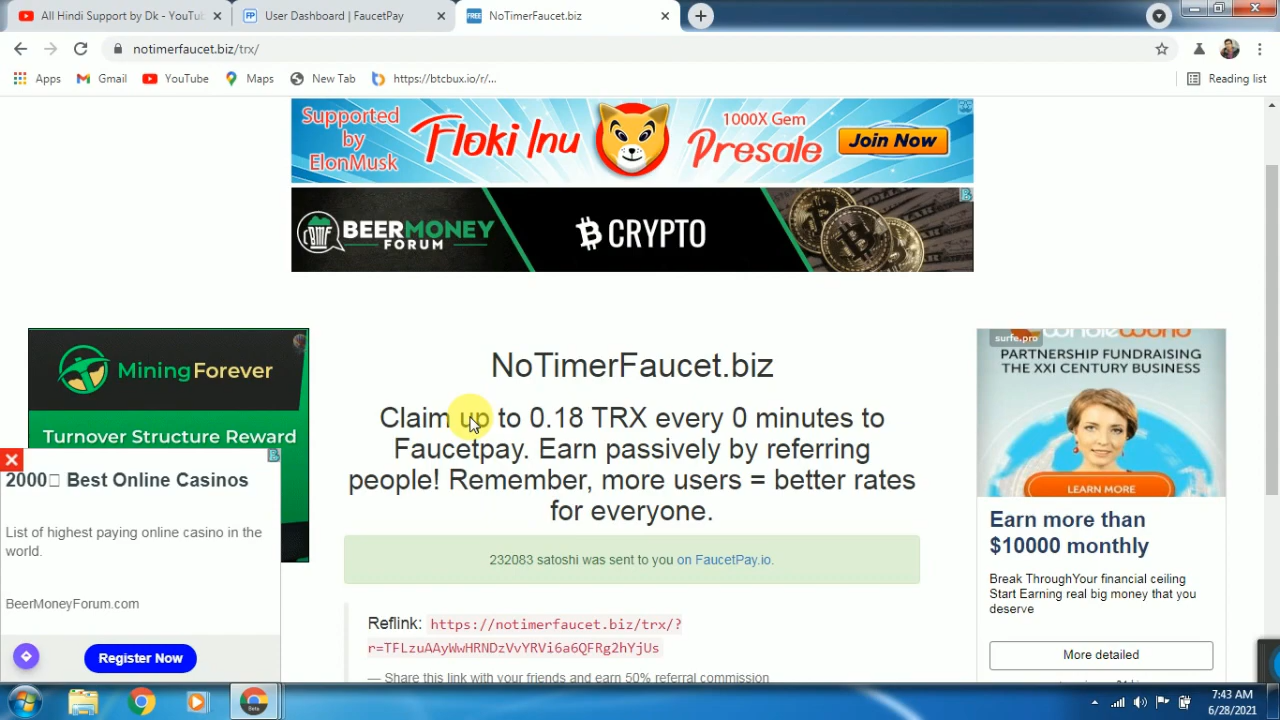 All Hindi Support by Dk - YouTu
User Dashboard | FaucetPay
NoTimerFaucet.biz
notimerfaucet.biz/trx/
Apps
Gmail
YouTube
Maps
New Tab
https://btcbux.io/r/...
Reading list
Supported
by
ElonMusk
Floki Inu
1000X Gem
Presale
Join Now
BEERMONEY
FORUM
CRYPTO
MiningForever
Turnover Structure Reward
2000 Best Online Casinos
List of highest paying online casino in the
world.
BeerMoneyForum.com
Register Now
NoTimerFaucet.biz
Claim up to 0.18 TRX every 0 minutes to
Faucetpay. Earn passively by referring
people! Remember, more users = better rates
for everyone.
232083 satoshi was sent to you on FaucetPay.io.
Reflink: https://notimerfaucet.biz/trx/?
r=TFLzuAAyWwHRNDzVvYRVi6a6QFRg2hYjUs
— Share this link with your friends and earn 50% referral commission
surfe.pro
PARTNERSHIP FUNDRAISING
THE XXI CENTURY BUSINESS
LEARN MORE
Earn more than
$10000 monthly
Break ThroughYour financial ceiling
Start Earning real big money that you
deserve
More detailed
7:43 AM
6/28/2021